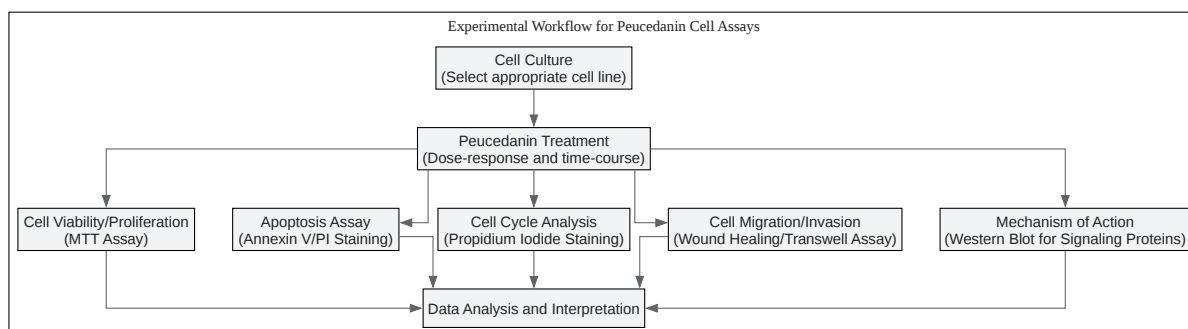 Experimental Workflow for Peucedanin Cell Assays
Cell Culture
(Select appropriate cell line)
Peucedanin Treatment
(Dose-response and time-course)
Cell Viability/Proliferation
(MTT Assay)
Apoptosis Assay
(Annexin V/PI Staining)
Cell Cycle Analysis
(Propidium Iodide Staining)
Cell Migration/Invasion
(Wound Healing/Transwell Assay)
Mechanism of Action
(Western Blot for Signaling Proteins)
Data Analysis and Interpretation